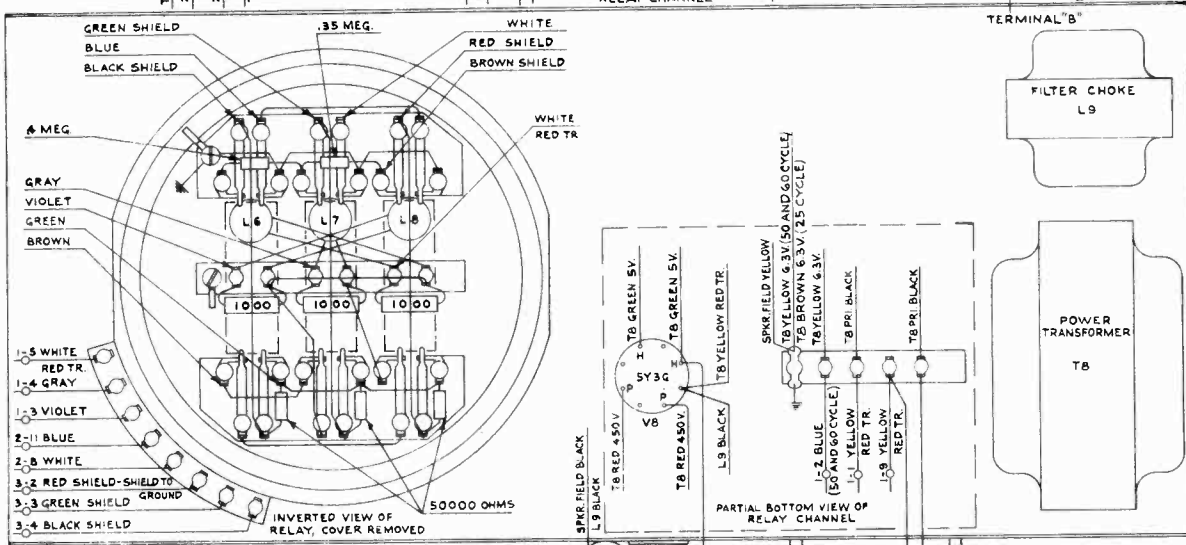 RELAY CHANNEL
TERMINAL "B"
GREEN SHIELD
BLUE
BLACK SHIELD
.35 MEG.
WHITE
RED SHIELD
BROWN SHIELD
WHITE
RED TR
MEG
GRAY
VIOLET
GREEN
BROWN
L6
L7
L8
1000
1000
1000
1-5 WHITE
RED TR.
1-4 GRAY
1-3 VIOLET
2-11 BLUE
2-8 WHITE
3-2 RED SHIELD-SHIELD TO
GROUND
3-3 GREEN SHIELD
3-4 BLACK SHIELD
INVERTED VIEW OF
RELAY, COVER REMOVED
50000 OHMS
T8 GREEN 5V.
T8 GREEN 5V.
T8 YELLOW RED TR.
H
H
5Y3G
P
P
V8
T8 RED 450V.
T8 RED 450V.
L9 BLACK
SPKR. FIELD BLACK
L9 BLACK
SPKR. FIELD YELLOW
T8 YELLOW 6.3V. (50 AND 60 CYCLE)
T8 BROWN 6.3V. (25 CYCLE)
T8 YELLOW 6.3V.
T8 PRI. BLACK
T8 PRI BLACK
1-2 BLUE
(50 AND 60 CYCLE)
1-1 YELLOW
RED TR.
1-9 YELLOW
RED TR.
PARTIAL BOTTOM VIEW OF
RELAY CHANNEL
FILTER CHOKE
L9
POWER
TRANSFORMER
T8